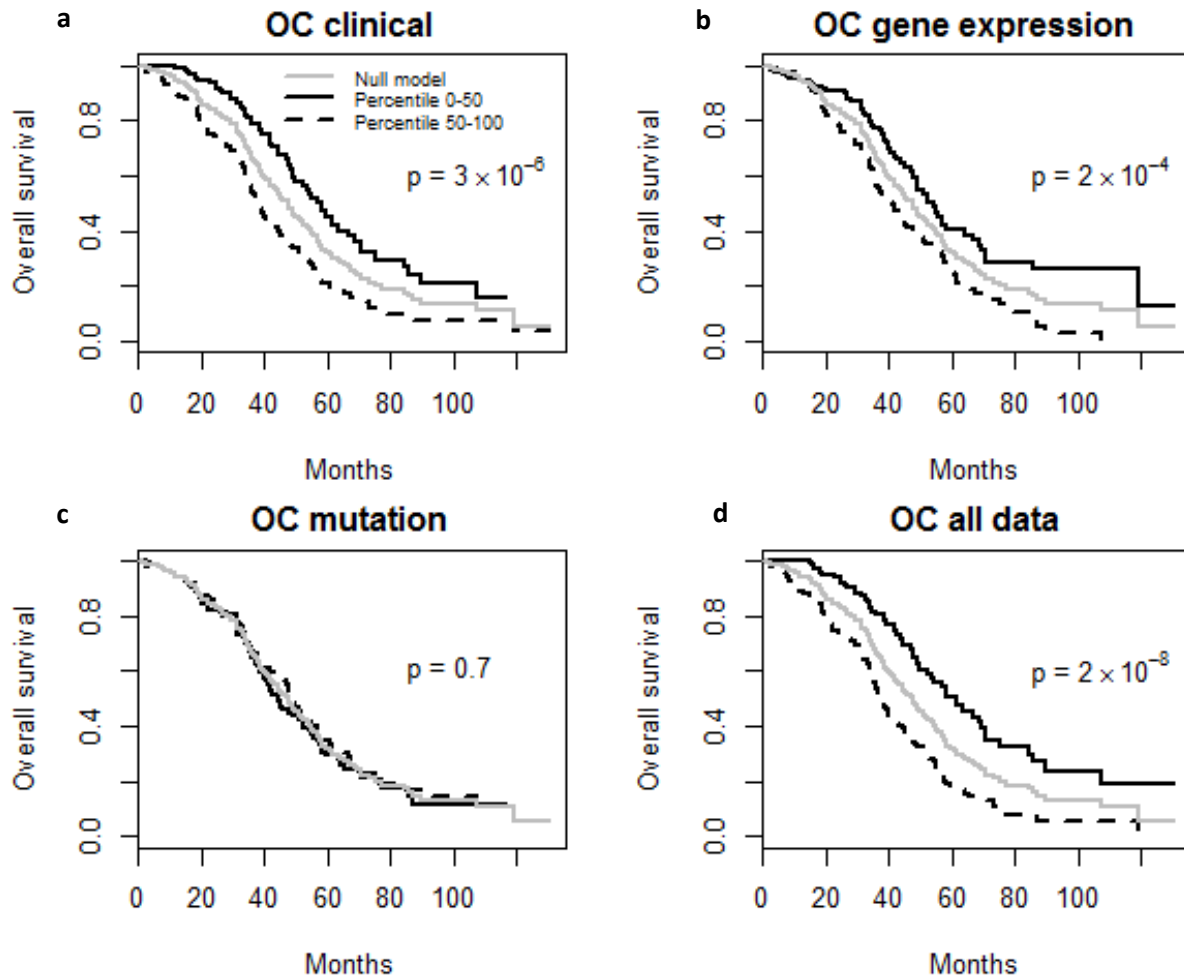 a
OC clinical
Overall survival
0.8
0.4
0.0
Null model
Percentile 0-50
Percentile 50-100
p = 3 × 10⁻⁶
0 20 40 60 80 100
Months
b
OC gene expression
Overall survival
0.8
0.4
0.0
p = 2 × 10⁻⁴
0 20 40 60 80 100
Months
c
OC mutation
Overall survival
0.8
0.4
0.0
p = 0.7
0 20 40 60 80 100
Months
d
OC all data
Overall survival
0.8
0.4
0.0
p = 2 × 10⁻⁸
0 20 40 60 80 100
Months